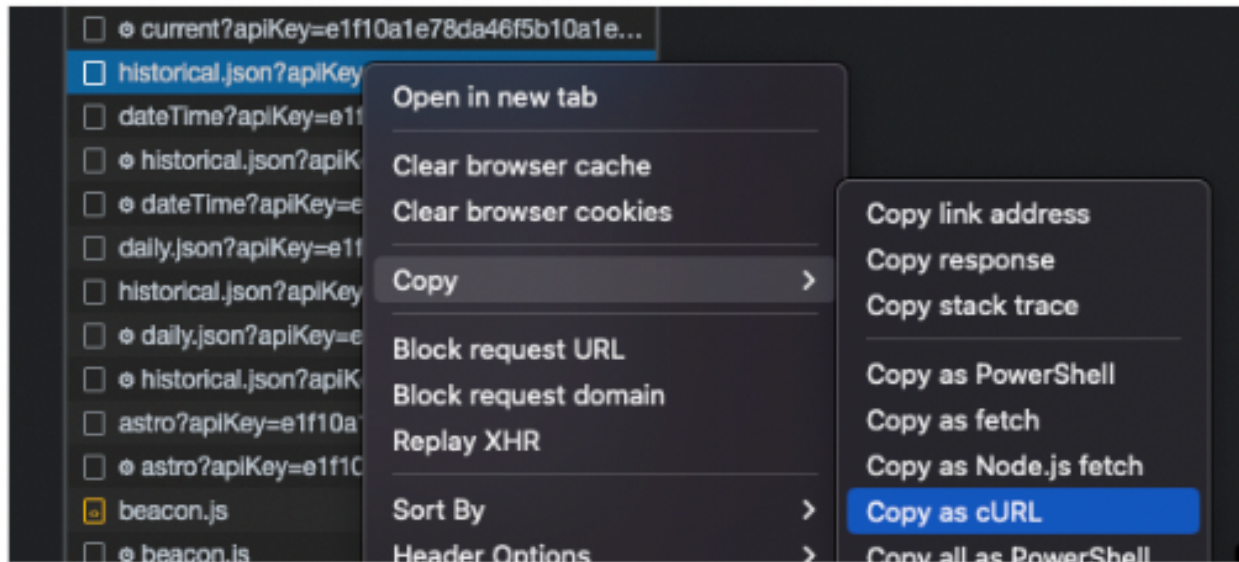 current?apiKey=e1f10a1e78da46f5b10a1e...
historical.json?apiKey
dateTime?apiKey=e1f
historical.json?apiK
dateTime?apiKey=e
daily.json?apiKey=e1f
historical.json?apiKey
daily.json?apiKey=e
historical.json?apiK
astro?apiKey=e1f10a
astro?apiKey=e1f10
beacon.js
beacon.js
Open in new tab
Clear browser cache
Clear browser cookies
Copy
Block request URL
Block request domain
Replay XHR
Sort By
Header Options
Copy link address
Copy response
Copy stack trace
Copy as PowerShell
Copy as fetch
Copy as Node.js fetch
Copy as cURL
Copy all as PowerShell